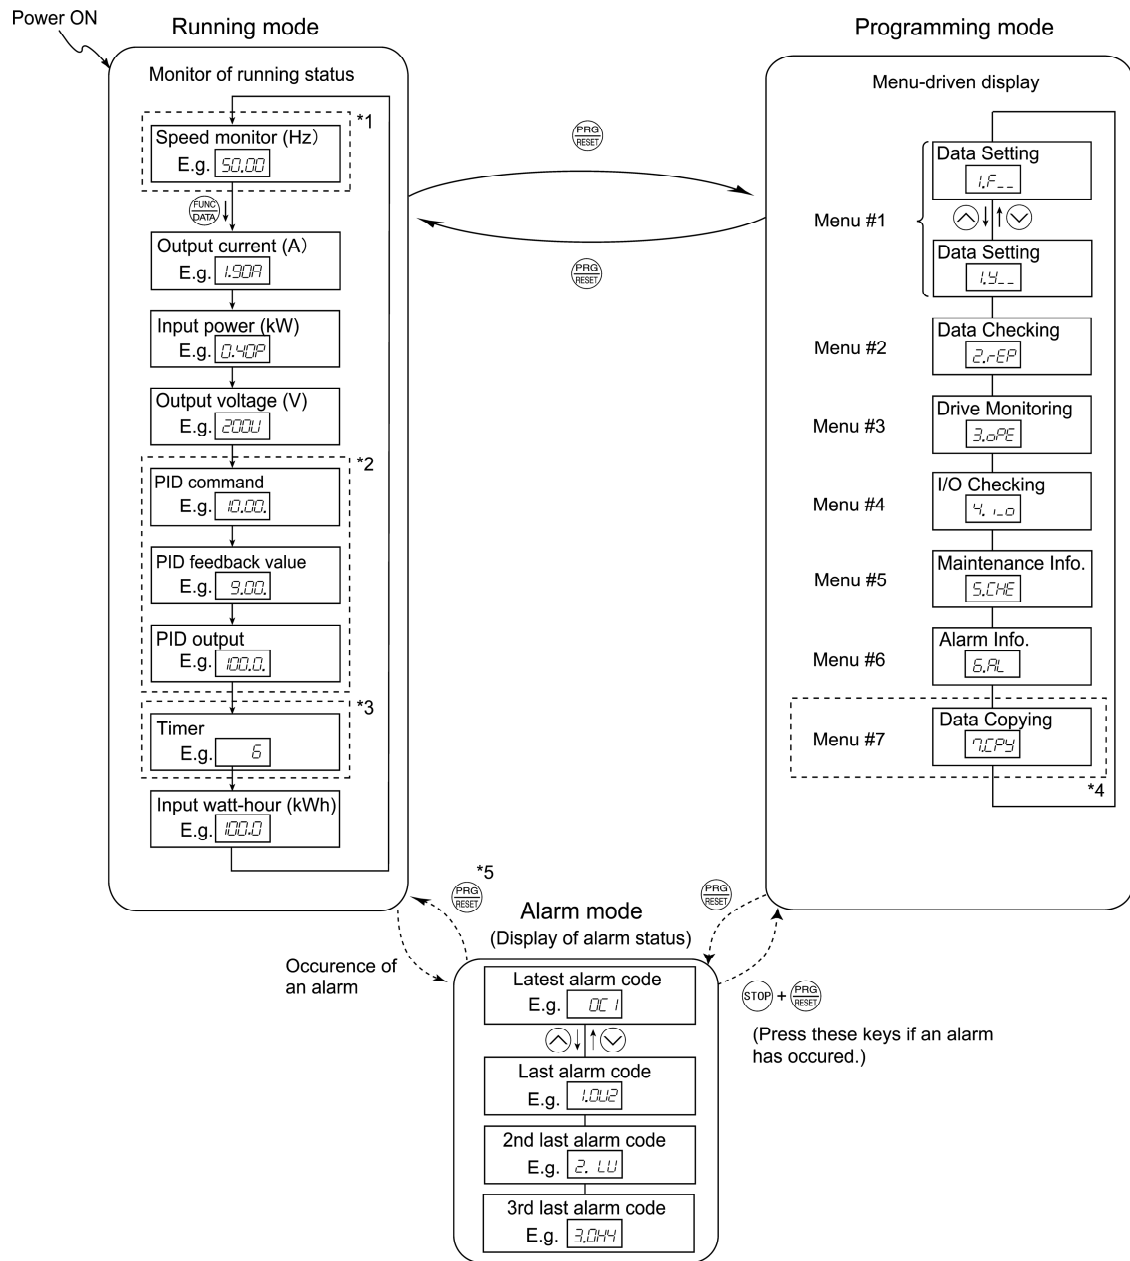 Power ON
Running mode
Monitor of running status
*1
Speed monitor (Hz)
E.g. 50.00
FUNC
DATA
Output current (A)
E.g. 1.90A
Input power (kW)
E.g. 0.40P
Output voltage (V)
E.g. 200U
*2
PID command
E.g. 10.00.
PID feedback value
E.g. 9.00.
PID output
E.g. 100.0.
*3
Timer
E.g. 6
Input watt-hour (kWh)
E.g. 100.0
PRG
RESET
PRG
RESET
Programming mode
Menu-driven display
Menu #1
Data Setting
1.F__
Data Setting
1.y__
Menu #2
Data Checking
2.rEP
Menu #3
Drive Monitoring
3.oPE
Menu #4
I/O Checking
4.i_o
Menu #5
Maintenance Info.
5.CHE
Menu #6
Alarm Info.
6.AL
Menu #7
Data Copying
7.CPy
*4
*5
PRG
RESET
PRG
RESET
Occurence of
an alarm
Alarm mode
(Display of alarm status)
Latest alarm code
E.g. OC1
Last alarm code
E.g. 1.OU2
2nd last alarm code
E.g. 2. LU
3rd last alarm code
E.g. 3.OH4
STOP + PRG
RESET
(Press these keys if an alarm
has occured.)